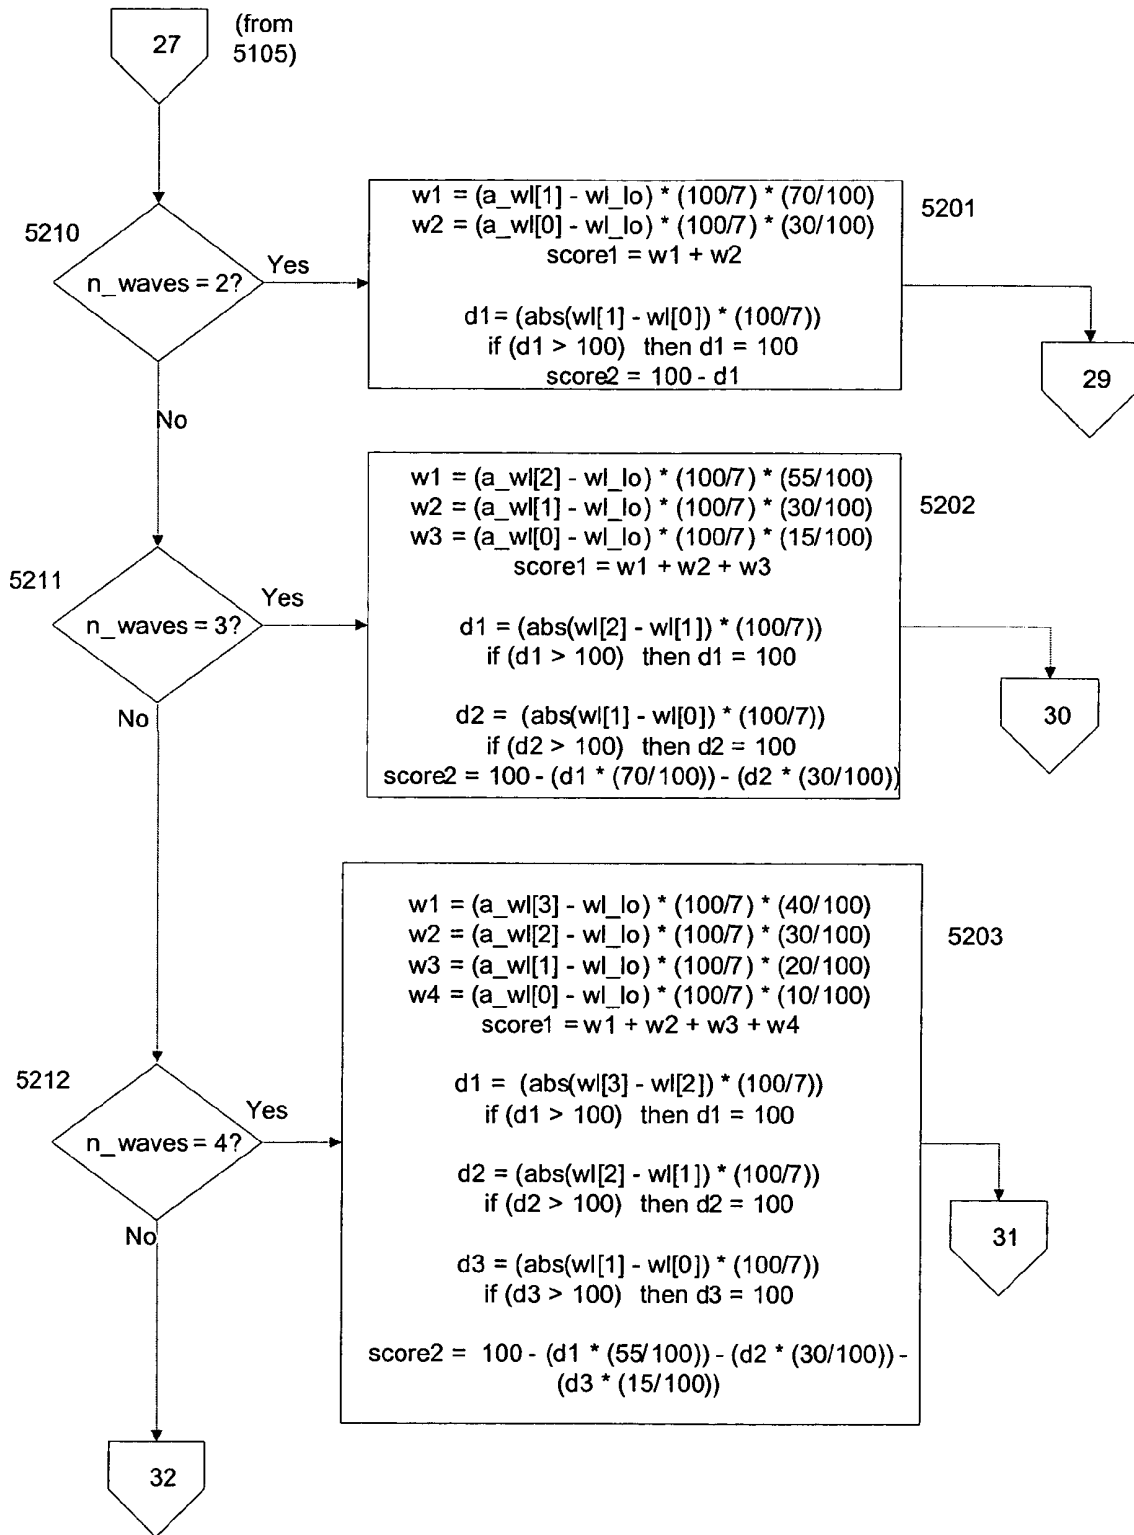 27
(from
5105)
5210
n_waves = 2?
Yes
No
w1 = (a_wl[1] - wl_lo) * (100/7) * (70/100)
w2 = (a_wl[0] - wl_lo) * (100/7) * (30/100)
score1 = w1 + w2
d1= (abs(wl[1] - wl[0]) * (100/7))
if (d1 > 100) then d1 = 100
score2 = 100 - d1
5201
29
5211
n_waves = 3?
Yes
No
w1 = (a_wl[2] - wl_lo) * (100/7) * (55/100)
w2 = (a_wl[1] - wl_lo) * (100/7) * (30/100)
w3 = (a_wl[0] - wl_lo) * (100/7) * (15/100)
score1 = w1 + w2 + w3
d1 = (abs(wl[2] - wl[1]) * (100/7))
if (d1 > 100) then d1 = 100
d2 = (abs(wl[1] - wl[0]) * (100/7))
if (d2 > 100) then d2 = 100
score2 = 100 - (d1 * (70/100)) - (d2 * (30/100))
5202
30
5212
n_waves = 4?
Yes
No
w1 = (a_wl[3] - wl_lo) * (100/7) * (40/100)
w2 = (a_wl[2] - wl_lo) * (100/7) * (30/100)
w3 = (a_wl[1] - wl_lo) * (100/7) * (20/100)
w4 = (a_wl[0] - wl_lo) * (100/7) * (10/100)
score1 = w1 + w2 + w3 + w4
d1 = (abs(wl[3] - wl[2]) * (100/7))
if (d1 > 100) then d1 = 100
d2 = (abs(wl[2] - wl[1]) * (100/7))
if (d2 > 100) then d2 = 100
d3 = (abs(wl[1] - wl[0]) * (100/7))
if (d3 > 100) then d3 = 100
score2 = 100 - (d1 * (55/100)) - (d2 * (30/100)) -
(d3 * (15/100))
5203
31
32